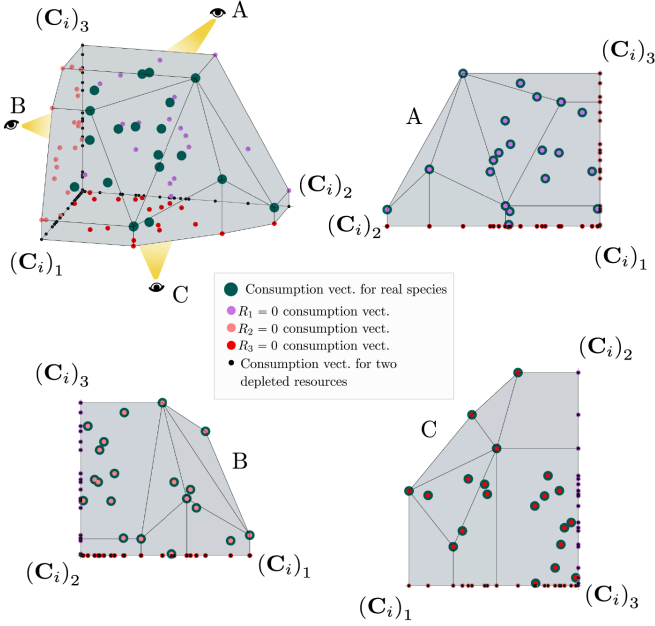 A
(C_i)_3
(C_i)_3
B
A
(C_i)_2
(C_i)_2
(C_i)_1
(C_i)_1
C
Consumption vect. for real species
R_1 = 0 consumption vect.
R_2 = 0 consumption vect.
R_3 = 0 consumption vect.
Consumption vect. for two
depleted resources
(C_i)_2
(C_i)_3
C
B
(C_i)_2
(C_i)_1
(C_i)_1
(C_i)_3